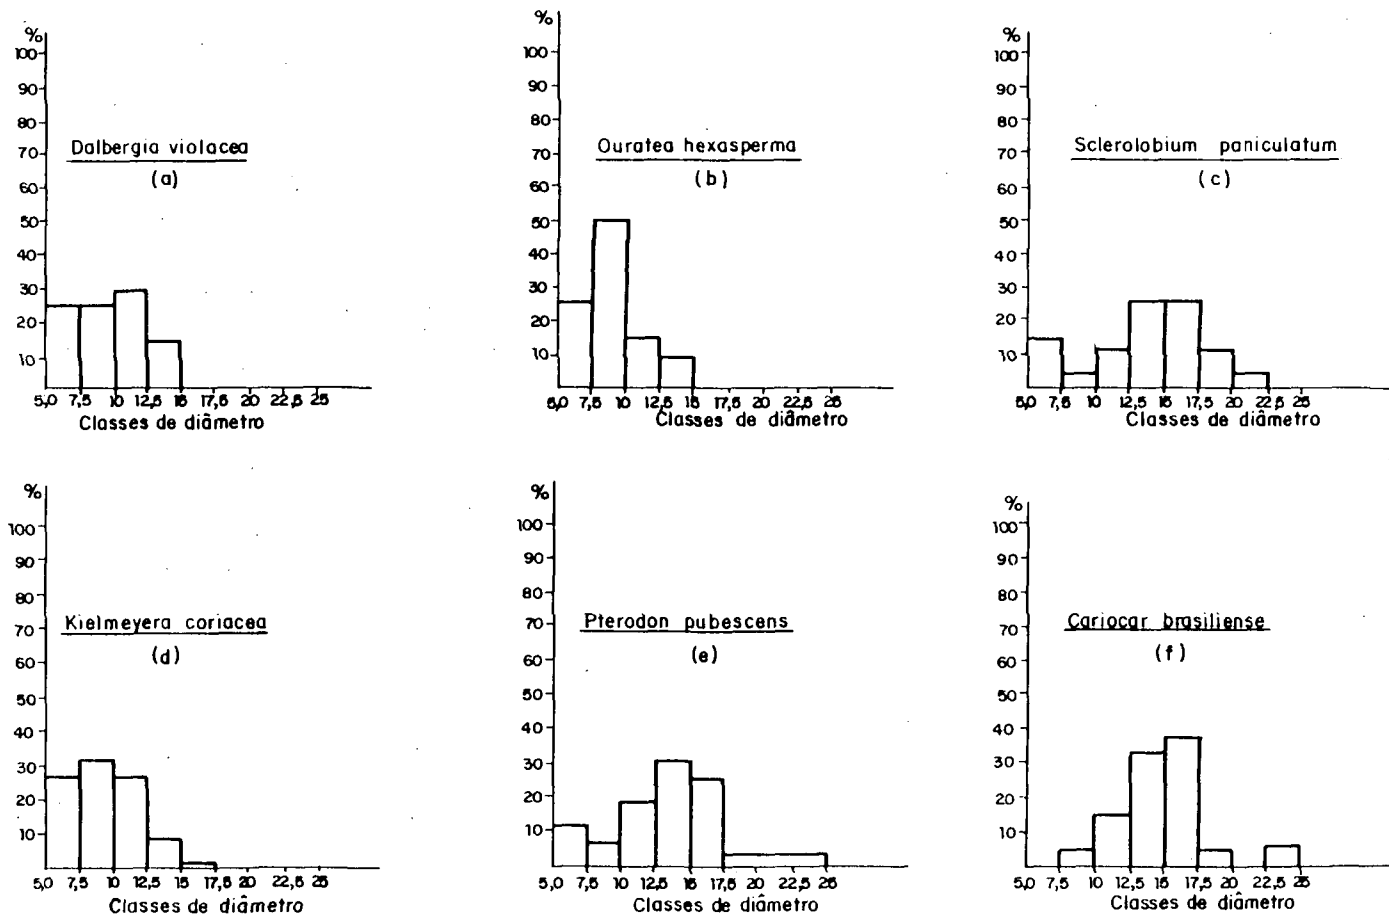 %
100
90
80
70
60
50
40
30
20
10
Dalbergia violacea
(a)
5,0 7,5 10 12,5 15 17,5 20 22,5 25
Classes de diâmetro
%
100
90
80
70
60
50
40
30
20
10
Ouratea hexasperma
(b)
5,0 7,5 10 12,5 15 17,5 20 22,5 25
Classes de diâmetro
%
100
90
80
70
60
50
40
30
20
10
Sclerolobium paniculatum
(c)
5,0 7,5 10 12,5 15 17,5 20 22,5 25
Classes de diâmetro
%
100
90
80
70
60
50
40
30
20
10
Kielmeyera coriacea
(d)
5,0 7,5 10 12,5 15 17,5 20 22,5 25
Classes de diâmetro
%
100
90
80
70
60
50
40
30
20
10
Pterodon pubescens
(e)
5,0 7,5 10 12,5 15 17,5 20 22,5 25
Classes de diâmetro
%
100
90
80
70
60
50
40
30
20
10
Cariocar brasiliense
(f)
5,0 7,5 10 12,5 15 17,5 20 22,5 25
Classes de diâmetro